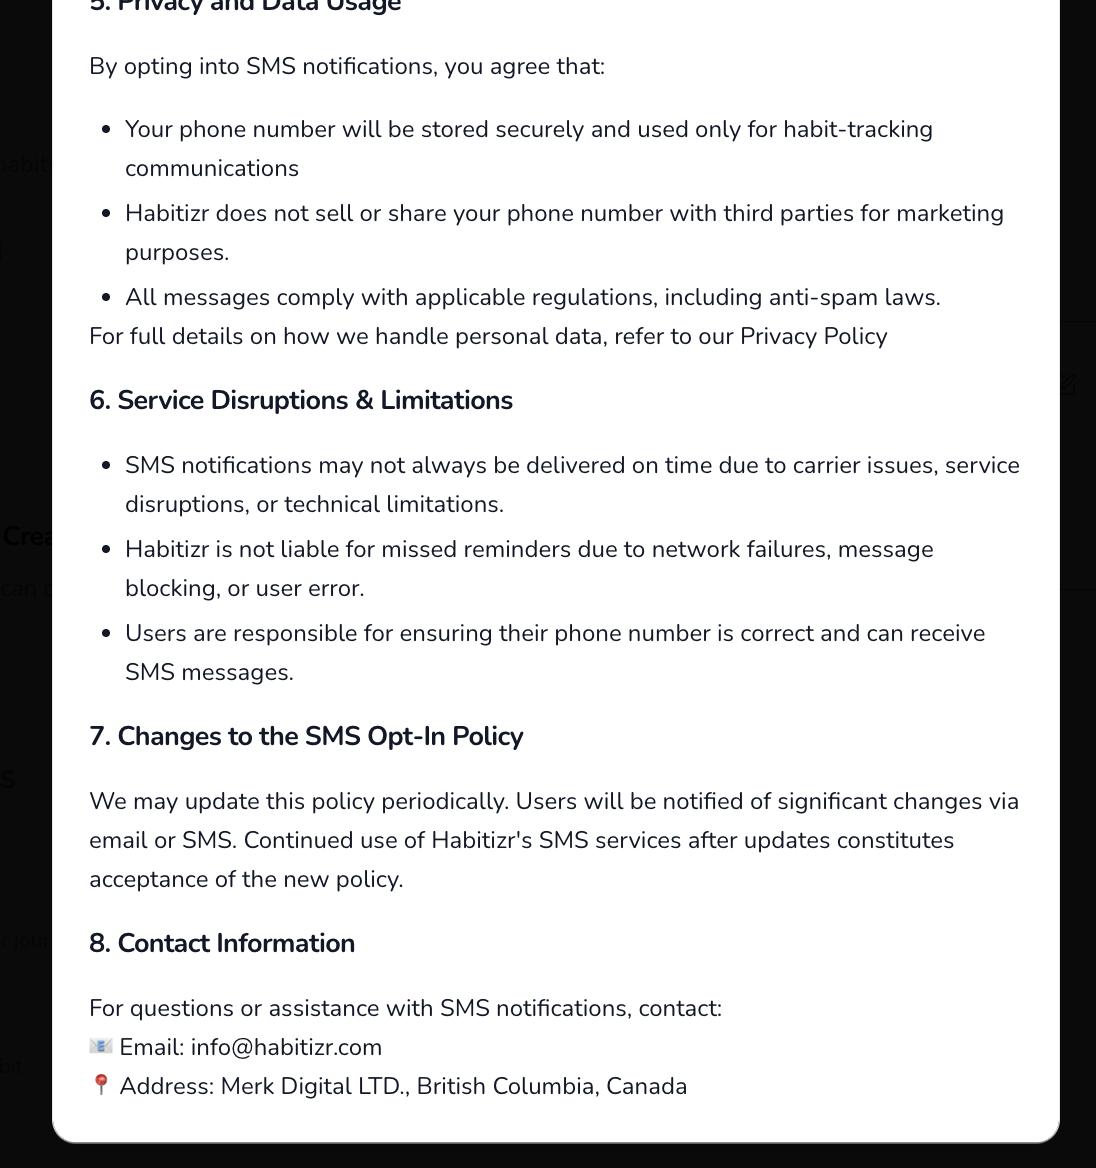 5. Privacy and Data Usage
By opting into SMS notifications, you agree that:
• Your phone number will be stored securely and used only for habit-tracking
communications
• Habitizr does not sell or share your phone number with third parties for marketing
purposes.
• All messages comply with applicable regulations, including anti-spam laws.
For full details on how we handle personal data, refer to our Privacy Policy
6. Service Disruptions & Limitations
• SMS notifications may not always be delivered on time due to carrier issues, service
disruptions, or technical limitations.
• Habitizr is not liable for missed reminders due to network failures, message
blocking, or user error.
• Users are responsible for ensuring their phone number is correct and can receive
SMS messages.
7. Changes to the SMS Opt-In Policy
We may update this policy periodically. Users will be notified of significant changes via
email or SMS. Continued use of Habitizr's SMS services after updates constitutes
acceptance of the new policy.
8. Contact Information
For questions or assistance with SMS notifications, contact:
📧 Email: info@habitizr.com
📍 Address: Merk Digital LTD., British Columbia, Canada